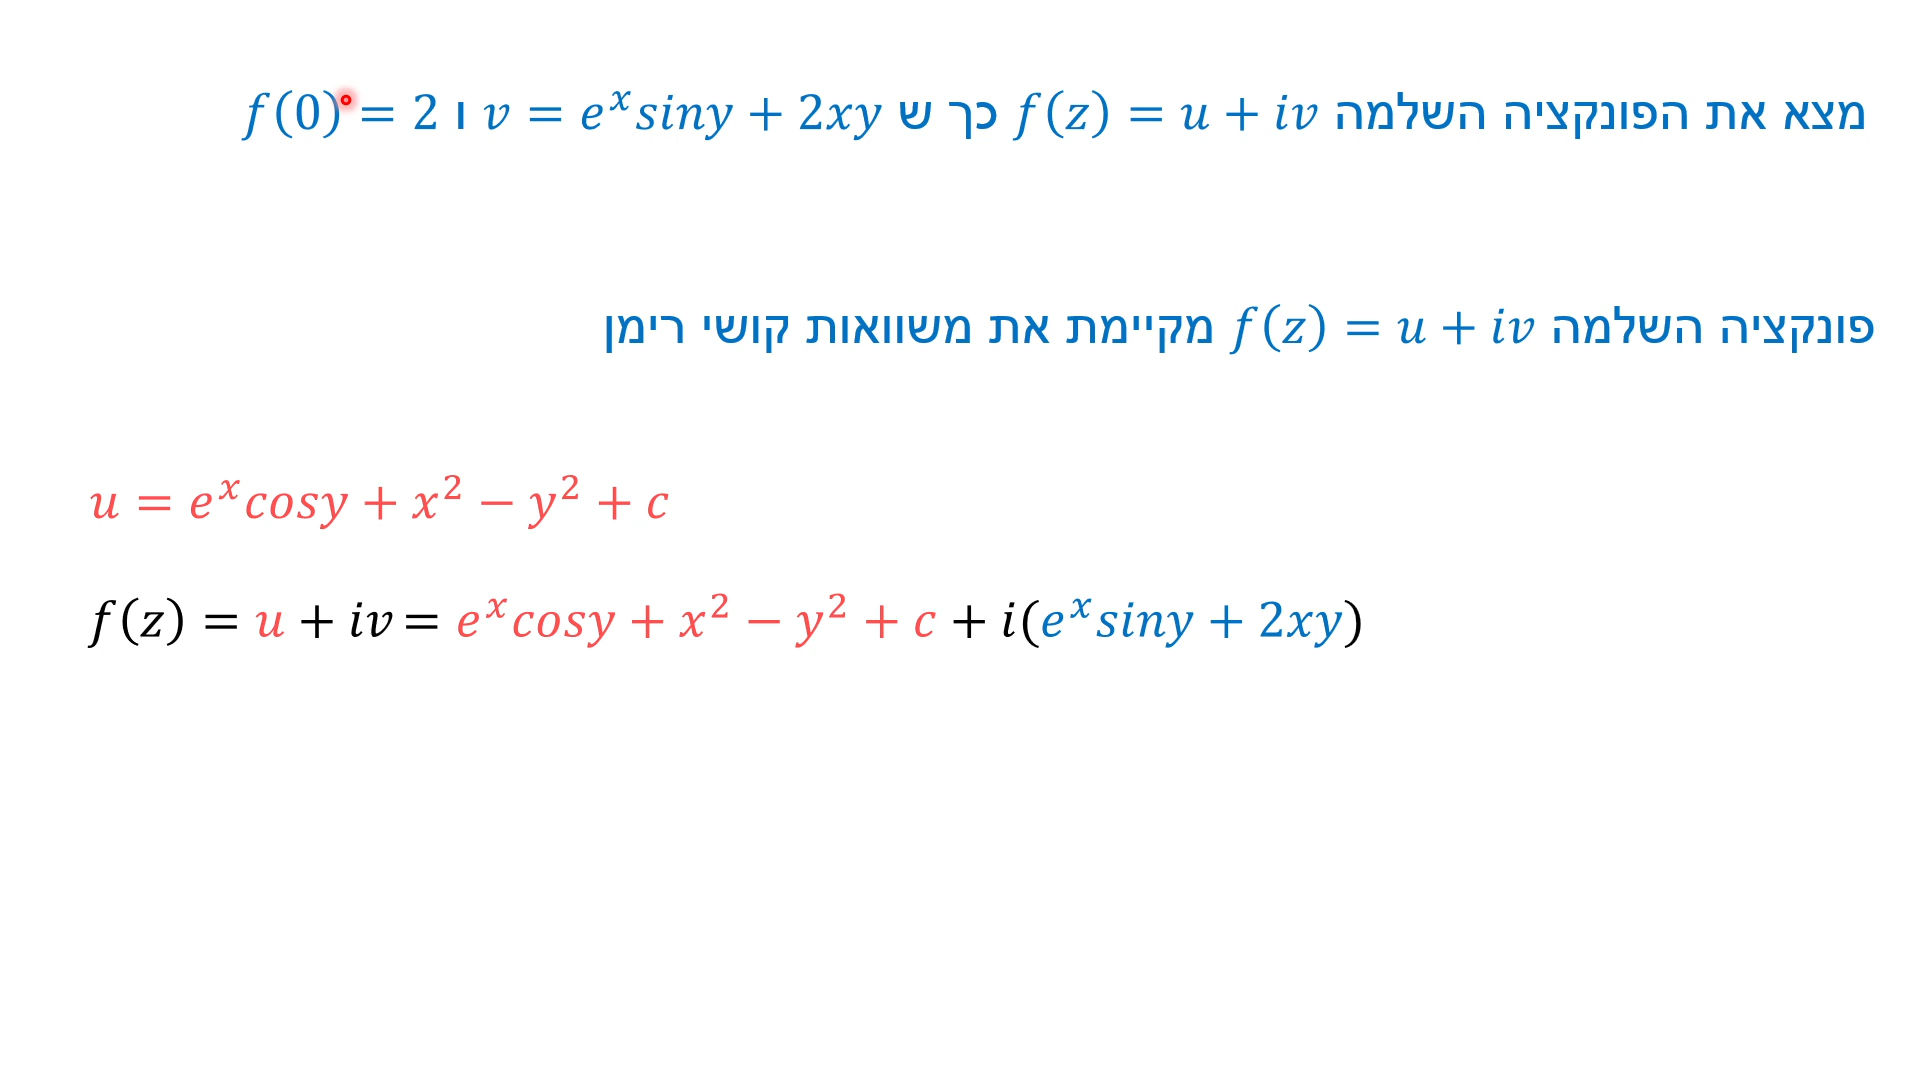 מצא את הפונקציה השלמה f(z) = u + iv כך ש v = e^x siny + 2xy ו f(0) = 2
פונקציה השלמה f(z) = u + iv מקיימת את משוואות קושי רימן
u = e^x cosy + x^2 − y^2 + c
f(z) = u + iv = e^x cosy + x^2 − y^2 + c + i(e^x siny + 2xy)